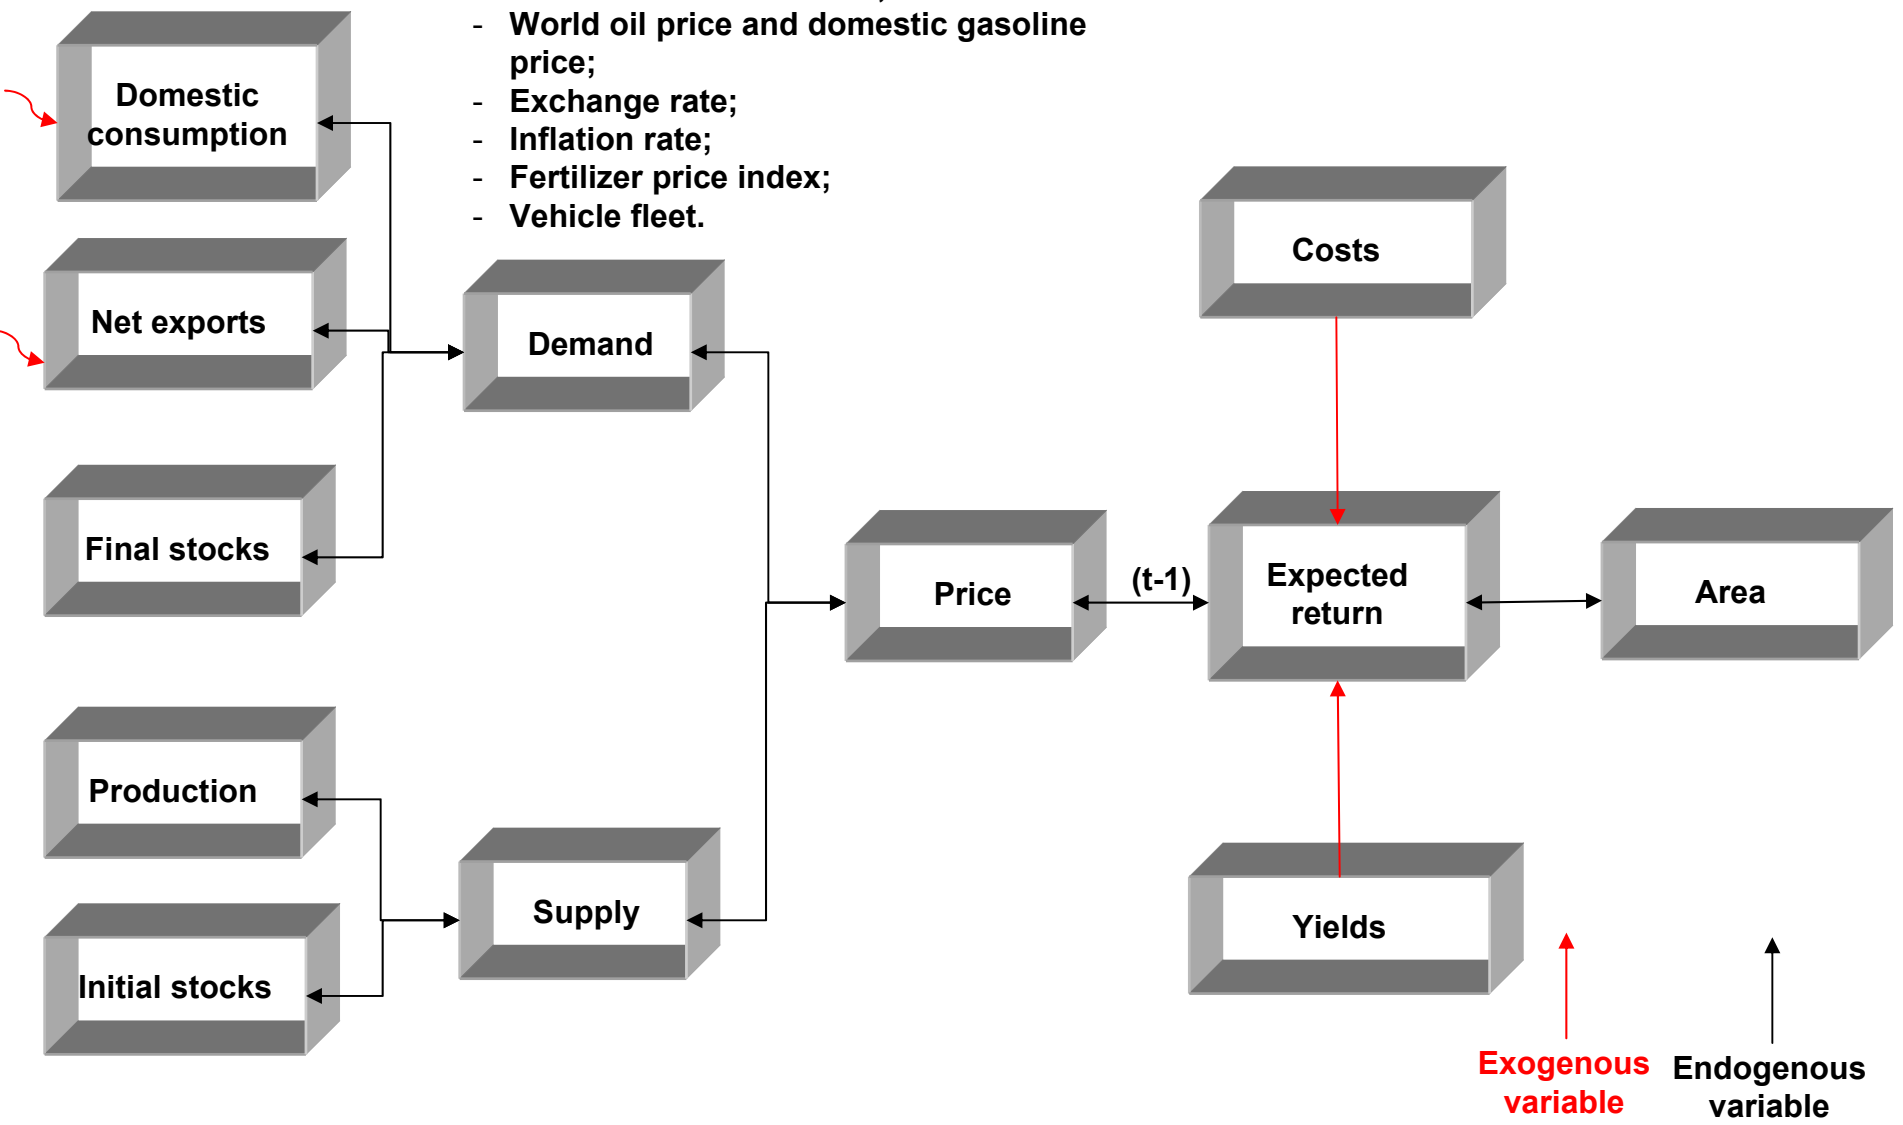 - World oil price and domestic gasoline
price;
- Exchange rate;
- Inflation rate;
- Fertilizer price index;
- Vehicle fleet.
Domestic
consumption
Net exports
Demand
Final stocks
Costs
Price
(t-1)
Expected
return
Area
Production
Supply
Initial stocks
Yields
Exogenous
variable
Endogenous
variable